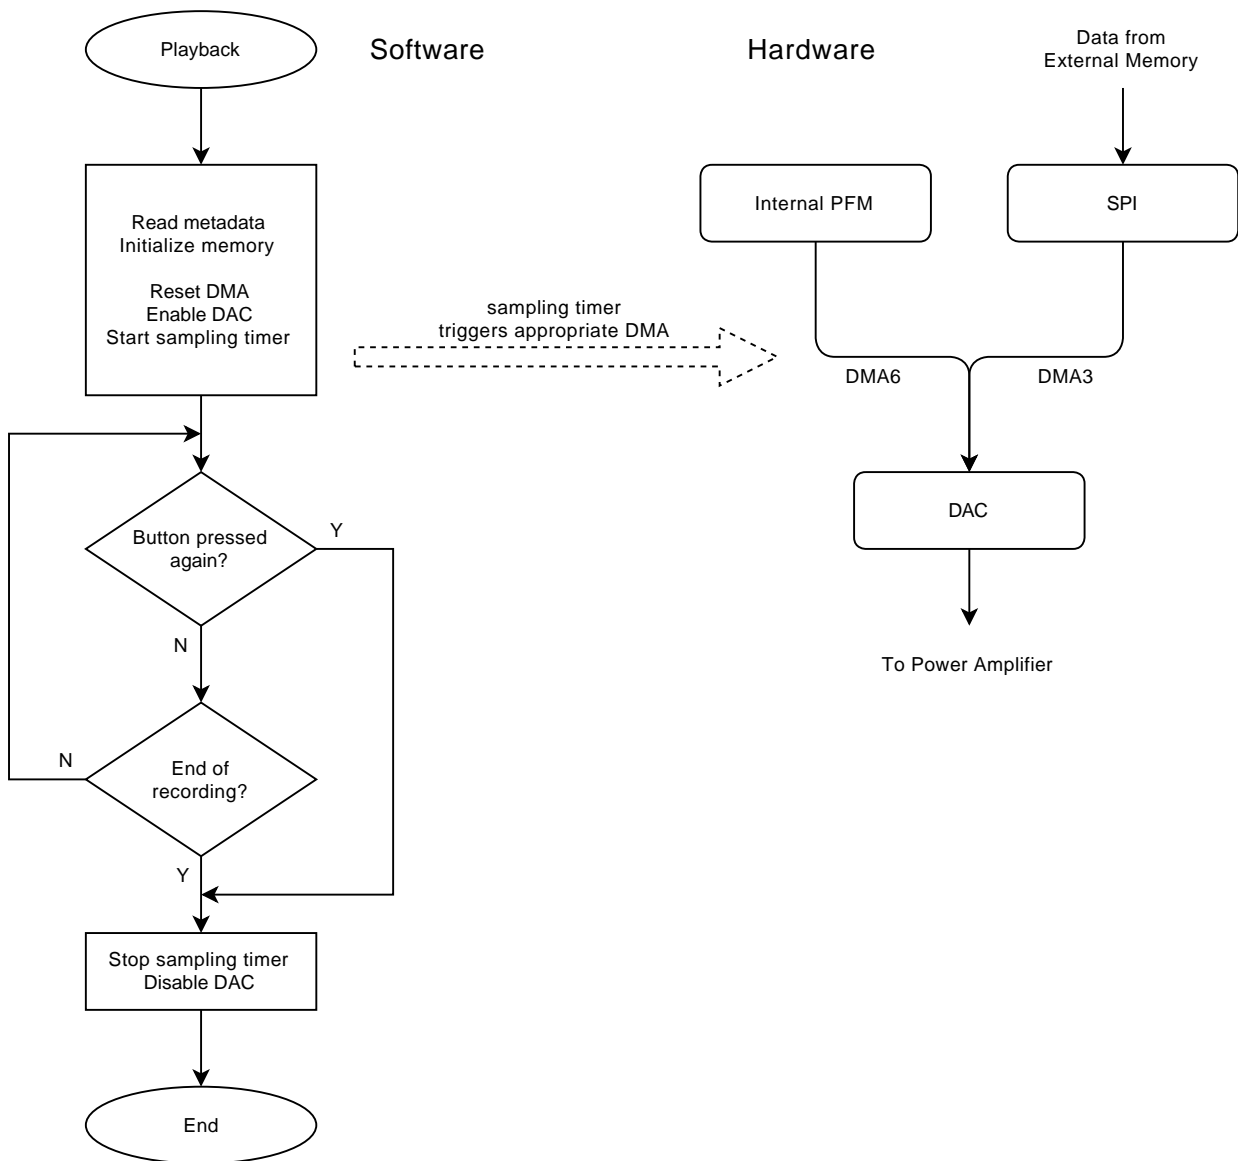 Playback
Software
Hardware
Data from
External Memory
Read metadata
Initialize memory
Reset DMA
Enable DAC
Start sampling timer
sampling timer
triggers appropriate DMA
Internal PFM
SPI
DMA6
DMA3
DAC
To Power Amplifier
Button pressed
again?
Y
N
End of
recording?
N
Y
Stop sampling timer
Disable DAC
End